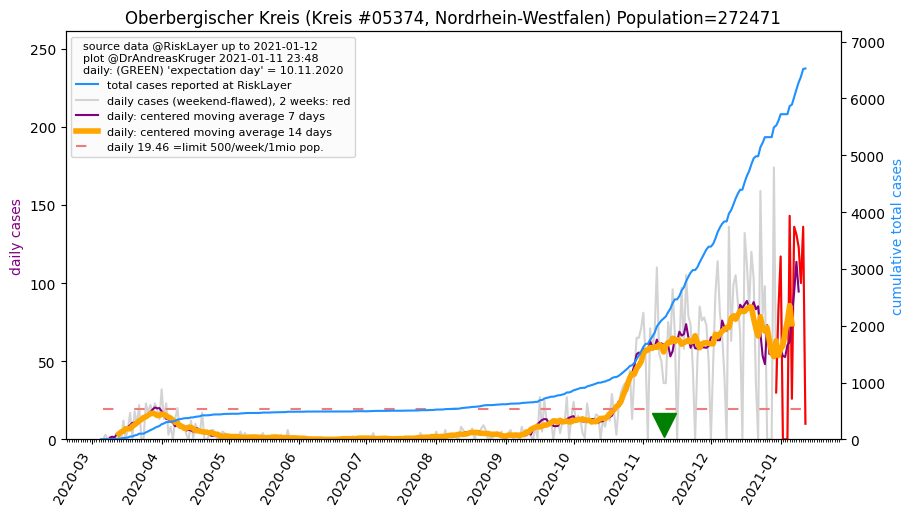 Oberbergischer Kreis (Kreis #05374, Nordrhein-Westfalen) Population=272471
source data @RiskLayer up to 2021-01-12
plot @DrAndreasKruger 2021-01-11 23:48
daily: (GREEN) 'expectation day' = 10.11.2020
total cases reported at RiskLayer
daily cases (weekend-flawed), 2 weeks: red
daily: centered moving average 7 days
daily: centered moving average 14 days
daily 19.46 =limit 500/week/1mio pop.
daily cases
250
200
150
100
50
0
cumulative total cases
7000
6000
5000
4000
3000
2000
1000
0
2020-03
2020-04
2020-05
2020-06
2020-07
2020-08
2020-09
2020-10
2020-11
2020-12
2021-01